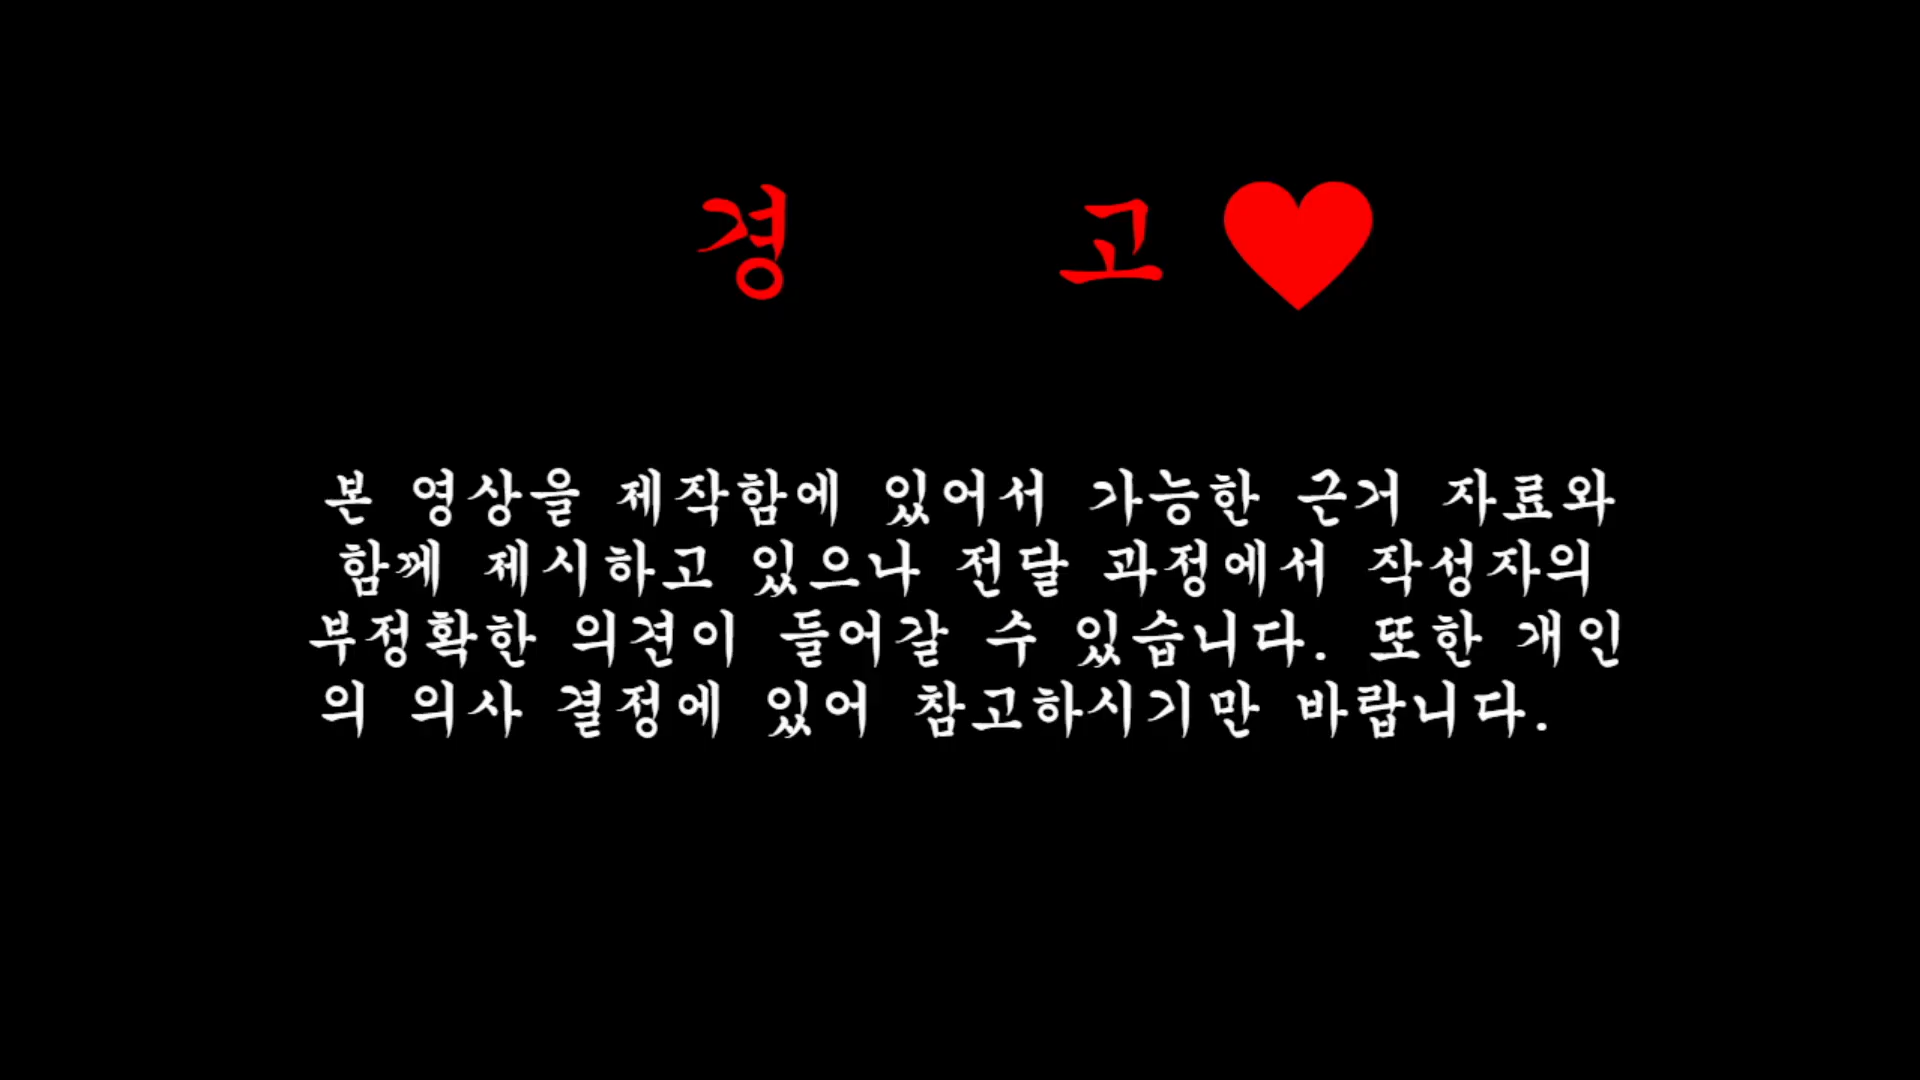 경 고♥
본 영상을 제작함에 있어서 가능한 근거 자료와
함께 제시하고 있으나 전달 과정에서 작성자의
부정확한 의견이 들어갈 수 있습니다. 또한 개인
의 의사 결정에 있어 참고하시기만 바랍니다.